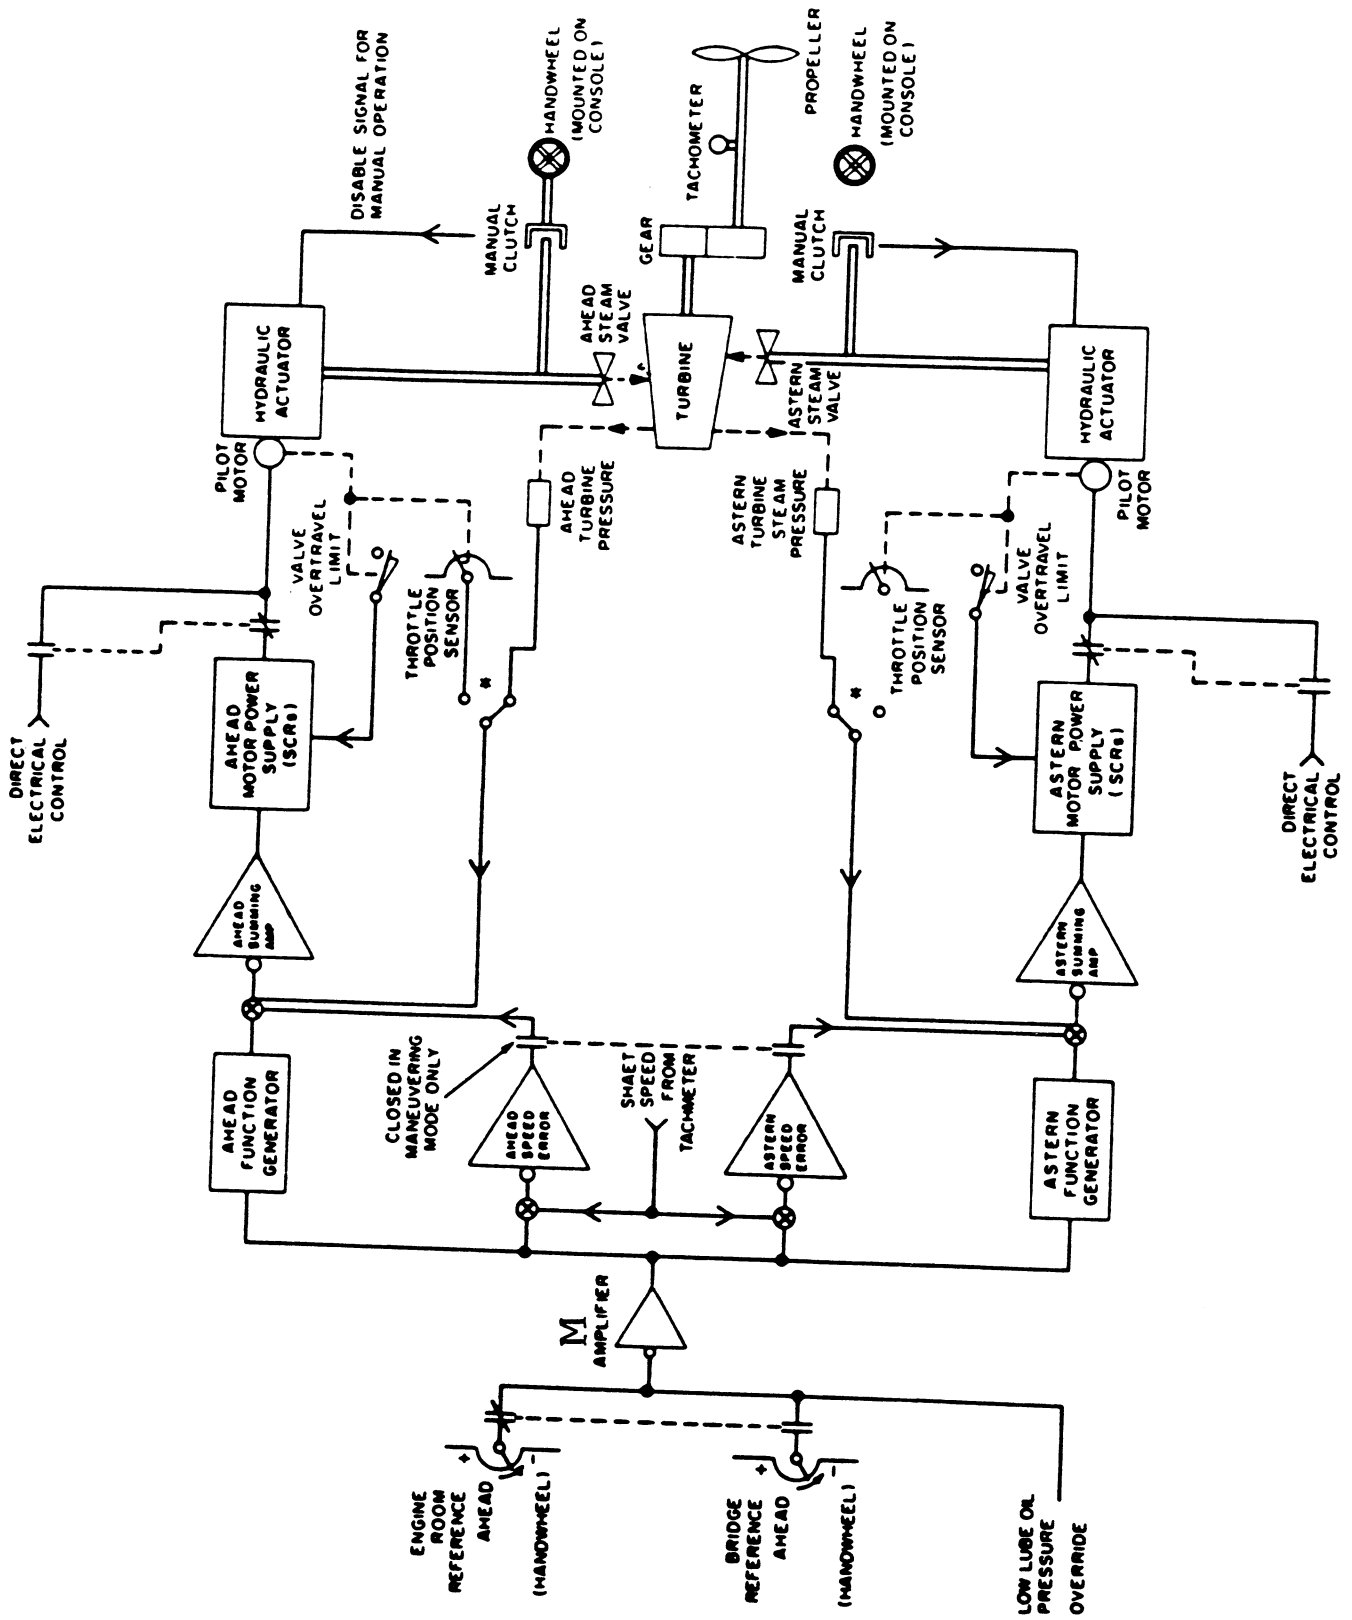 DISABLE SIGNAL FOR
MANUAL OPERATION
HANDWHEEL
(MOUNTED ON
CONSOLE)
PROPELLER
HANDWHEEL
(MOUNTED ON
CONSOLE)
TACHOMETER
MANUAL
CLUTCH
GEAR
MANUAL
CLUTCH
HYDRAULIC
ACTUATOR
AHEAD
STEAM
VALVE
TURBINE
ASTERN
STEAM
VALVE
HYDRAULIC
ACTUATOR
PILOT
MOTOR
AHEAD
TURBINE
PRESSURE
ASTERN
TURBINE
STEAM
PRESSURE
PILOT
MOTOR
VALVE
OVERTRAVEL
LIMIT
THROTTLE
POSITION
SENSOR
*
THROTTLE
POSITION
SENSOR
*
VALVE
OVERTRAVEL
LIMIT
DIRECT
ELECTRICAL
CONTROL
AHEAD
MOTOR POWER
SUPPLY
(SCRs)
ASTERN
MOTOR POWER
SUPPLY
(SCRs)
DIRECT
ELECTRICAL
CONTROL
AHEAD
SUMMING
AMP
ASTERN
SUMMING
AMP
AHEAD
FUNCTION
GENERATOR
CLOSED IN
MANEUVERING
MODE ONLY
AHEAD
SPEED
ERROR
SHAET
SPEED
FROM
TACHMETER
ASTERN
SPEED
ERROR
ASTERN
FUNCTION
GENERATOR
M
AMPLIFIER
ENGINE
ROOM
REFERENCE
AHEAD
+
-
(HANDWHEEL)
BRIDGE
REFERENCE
AHEAD
+
-
(HANDWHEEL)
LOW LUBE OIL
PRESSURE
OVERRIDE